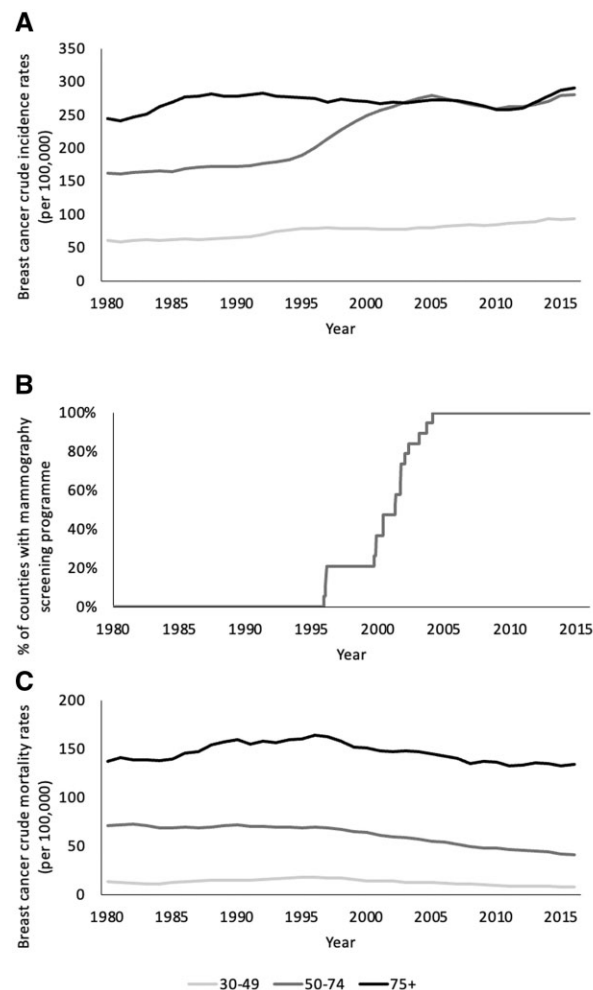 A
Breast cancer crude incidence rates
(per 100,000)
350
300
250
200
150
100
50
0
1980 1985 1990 1995 2000 2005 2010 2015
Year
B
% of counties with mammography
screening programme
100%
80%
60%
40%
20%
0%
1980 1985 1990 1995 2000 2005 2010 2015
Year
C
Breast cancer crude mortality rates
(per 100,000)
200
150
100
50
0
1980 1985 1990 1995 2000 2005 2010 2015
Year
30-49 50-74 75+